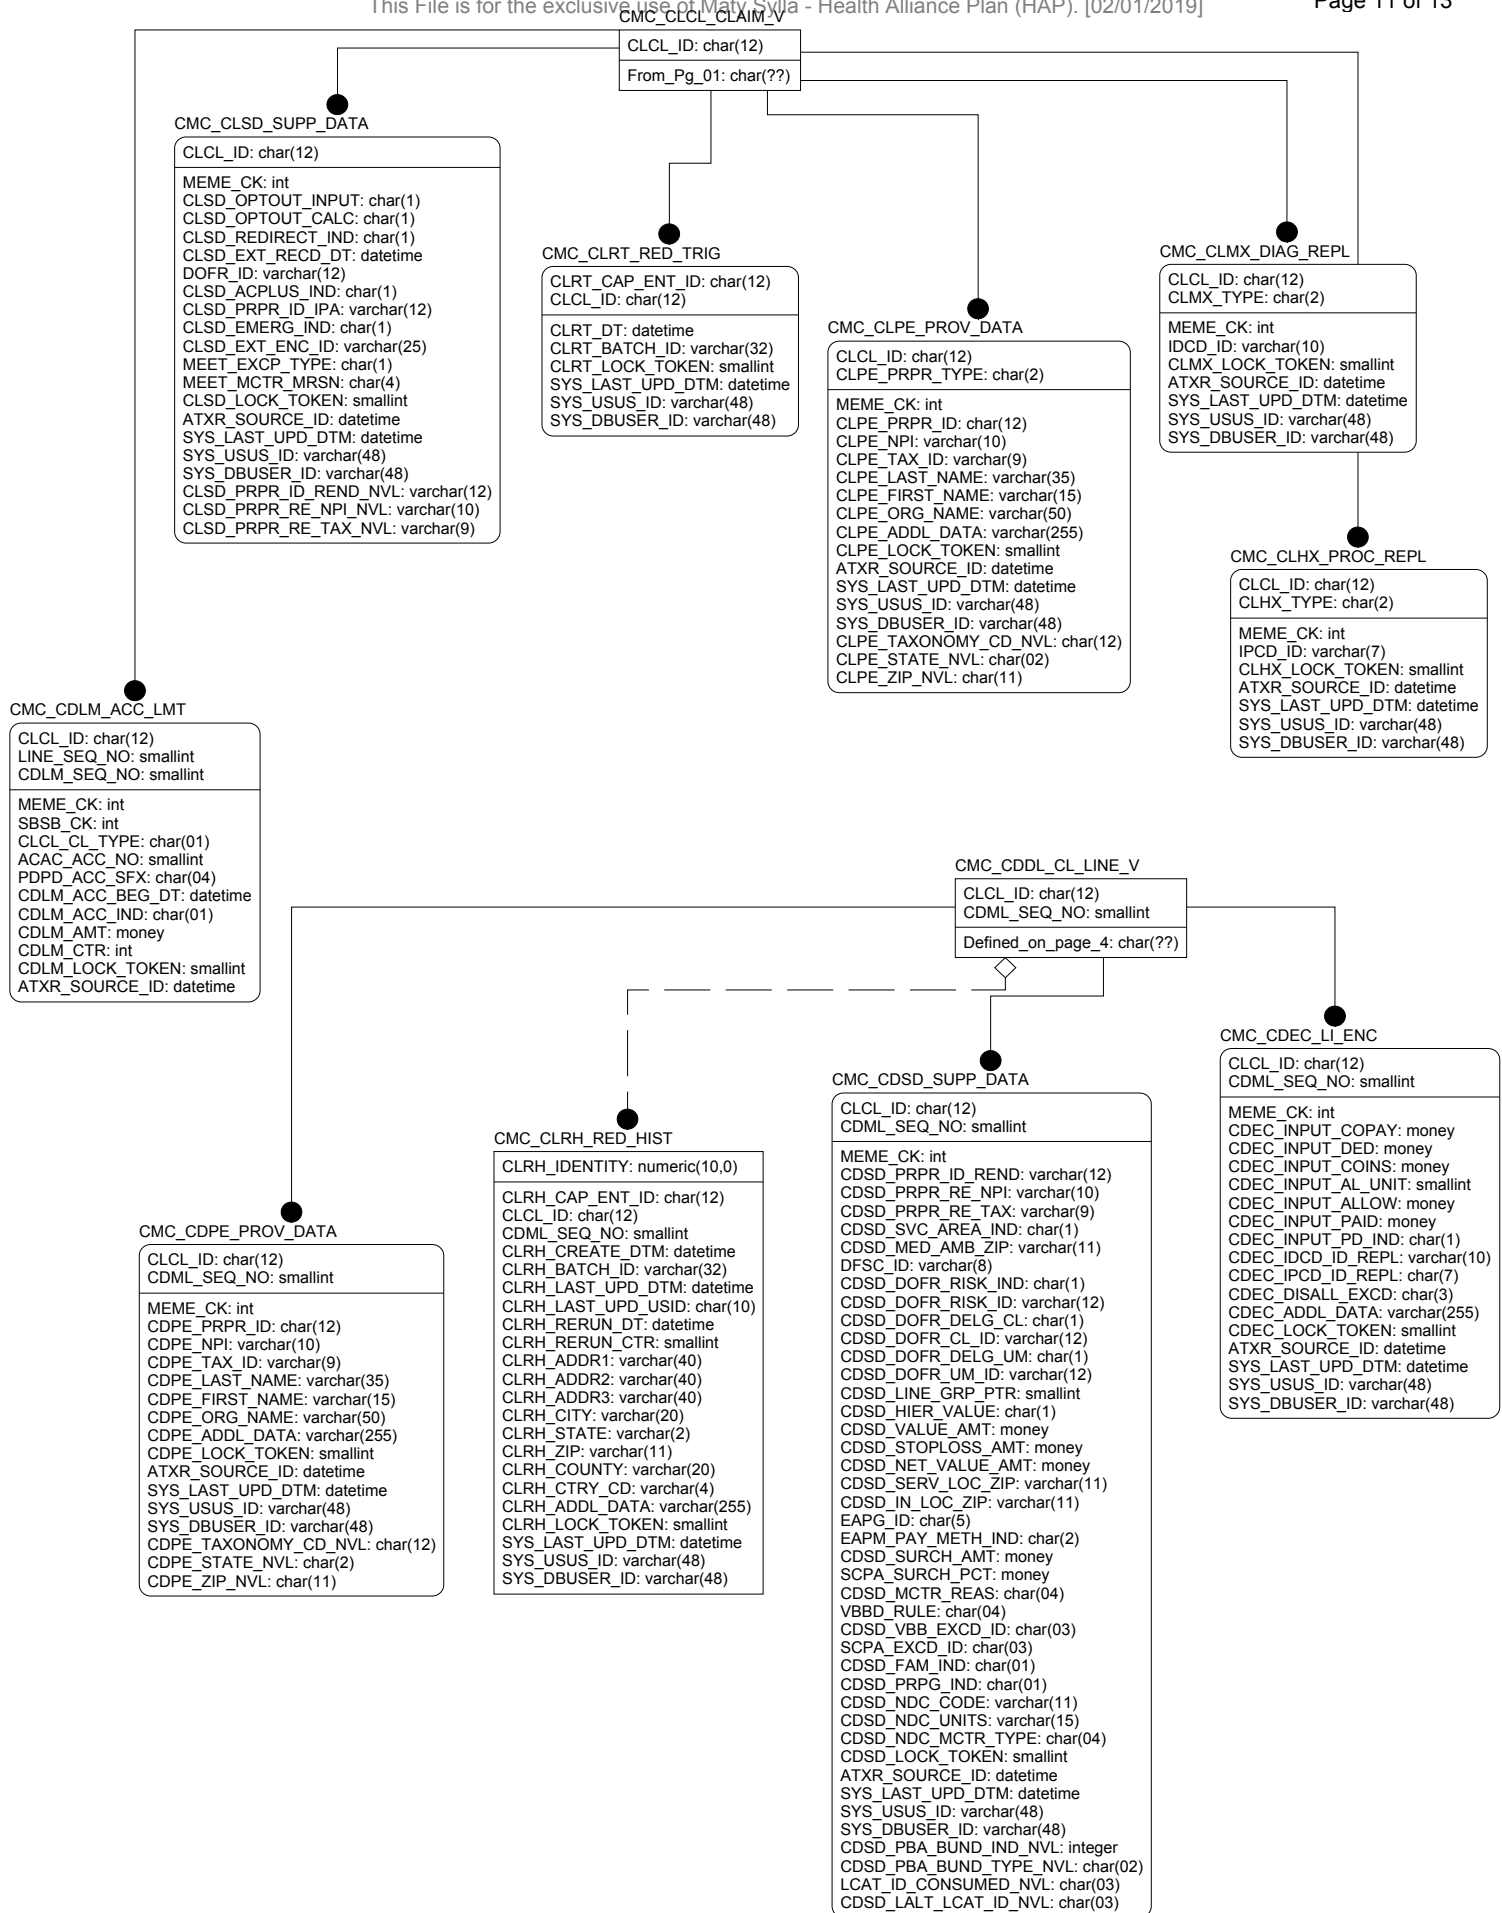 This File is for the exclusive use of Maty Sylla - Health Alliance Plan (HAP). [02/01/2019]
Page 11 of 13
CMC_CLCL_CLAIM_V
CLCL_ID: char(12)
From_Pg_01: char(??)
CMC_CLSD_SUPP_DATA
CLCL_ID: char(12)
MEME_CK: int
CLSD_OPTOUT_INPUT: char(1)
CLSD_OPTOUT_CALC: char(1)
CLSD_REDIRECT_IND: char(1)
CLSD_EXT_RECD_DT: datetime
DOFR_ID: varchar(12)
CLSD_ACPLUS_IND: char(1)
CLSD_PRPR_ID_IPA: varchar(12)
CLSD_EMERG_IND: char(1)
CLSD_EXT_ENC_ID: varchar(25)
MEET_EXCP_TYPE: char(1)
MEET_MCTR_MRSN: char(4)
CLSD_LOCK_TOKEN: smallint
ATXR_SOURCE_ID: datetime
SYS_LAST_UPD_DTM: datetime
SYS_USUS_ID: varchar(48)
SYS_DBUSER_ID: varchar(48)
CLSD_PRPR_ID_REND_NVL: varchar(12)
CLSD_PRPR_RE_NPI_NVL: varchar(10)
CLSD_PRPR_RE_TAX_NVL: varchar(9)
CMC_CLRT_RED_TRIG
CLRT_CAP_ENT_ID: char(12)
CLCL_ID: char(12)
CLRT_DT: datetime
CLRT_BATCH_ID: varchar(32)
CLRT_LOCK_TOKEN: smallint
SYS_LAST_UPD_DTM: datetime
SYS_USUS_ID: varchar(48)
SYS_DBUSER_ID: varchar(48)
CMC_CLPE_PROV_DATA
CLCL_ID: char(12)
CLPE_PRPR_TYPE: char(2)
MEME_CK: int
CLPE_PRPR_ID: char(12)
CLPE_NPI: varchar(10)
CLPE_TAX_ID: varchar(9)
CLPE_LAST_NAME: varchar(35)
CLPE_FIRST_NAME: varchar(15)
CLPE_ORG_NAME: varchar(50)
CLPE_ADDL_DATA: varchar(255)
CLPE_LOCK_TOKEN: smallint
ATXR_SOURCE_ID: datetime
SYS_LAST_UPD_DTM: datetime
SYS_USUS_ID: varchar(48)
SYS_DBUSER_ID: varchar(48)
CLPE_TAXONOMY_CD_NVL: char(12)
CLPE_STATE_NVL: char(02)
CLPE_ZIP_NVL: char(11)
CMC_CLMX_DIAG_REPL
CLCL_ID: char(12)
CLMX_TYPE: char(2)
MEME_CK: int
IDCD_ID: varchar(10)
CLMX_LOCK_TOKEN: smallint
ATXR_SOURCE_ID: datetime
SYS_LAST_UPD_DTM: datetime
SYS_USUS_ID: varchar(48)
SYS_DBUSER_ID: varchar(48)
CMC_CLHX_PROC_REPL
CLCL_ID: char(12)
CLHX_TYPE: char(2)
MEME_CK: int
IPCD_ID: varchar(7)
CLHX_LOCK_TOKEN: smallint
ATXR_SOURCE_ID: datetime
SYS_LAST_UPD_DTM: datetime
SYS_USUS_ID: varchar(48)
SYS_DBUSER_ID: varchar(48)
CMC_CDLM_ACC_LMT
CLCL_ID: char(12)
LINE_SEQ_NO: smallint
CDLM_SEQ_NO: smallint
MEME_CK: int
SBSB_CK: int
CLCL_CL_TYPE: char(01)
ACAC_ACC_NO: smallint
PDPD_ACC_SFX: char(04)
CDLM_ACC_BEG_DT: datetime
CDLM_ACC_IND: char(01)
CDLM_AMT: money
CDLM_CTR: int
CDLM_LOCK_TOKEN: smallint
ATXR_SOURCE_ID: datetime
CMC_CDDL_CL_LINE_V
CLCL_ID: char(12)
CDML_SEQ_NO: smallint
Defined_on_page_4: char(??)
CMC_CDPE_PROV_DATA
CLCL_ID: char(12)
CDML_SEQ_NO: smallint
MEME_CK: int
CDPE_PRPR_ID: char(12)
CDPE_NPI: varchar(10)
CDPE_TAX_ID: varchar(9)
CDPE_LAST_NAME: varchar(35)
CDPE_FIRST_NAME: varchar(15)
CDPE_ORG_NAME: varchar(50)
CDPE_ADDL_DATA: varchar(255)
CDPE_LOCK_TOKEN: smallint
ATXR_SOURCE_ID: datetime
SYS_LAST_UPD_DTM: datetime
SYS_USUS_ID: varchar(48)
SYS_DBUSER_ID: varchar(48)
CDPE_TAXONOMY_CD_NVL: char(12)
CDPE_STATE_NVL: char(2)
CDPE_ZIP_NVL: char(11)
CMC_CLRH_RED_HIST
CLRH_IDENTITY: numeric(10,0)
CLRH_CAP_ENT_ID: char(12)
CLCL_ID: char(12)
CDML_SEQ_NO: smallint
CLRH_CREATE_DTM: datetime
CLRH_BATCH_ID: varchar(32)
CLRH_LAST_UPD_DTM: datetime
CLRH_LAST_UPD_USID: char(10)
CLRH_RERUN_DT: datetime
CLRH_RERUN_CTR: smallint
CLRH_ADDR1: varchar(40)
CLRH_ADDR2: varchar(40)
CLRH_ADDR3: varchar(40)
CLRH_CITY: varchar(20)
CLRH_STATE: varchar(2)
CLRH_ZIP: varchar(11)
CLRH_COUNTY: varchar(20)
CLRH_CTRY_CD: varchar(4)
CLRH_ADDL_DATA: varchar(255)
CLRH_LOCK_TOKEN: smallint
SYS_LAST_UPD_DTM: datetime
SYS_USUS_ID: varchar(48)
SYS_DBUSER_ID: varchar(48)
CMC_CDSD_SUPP_DATA
CLCL_ID: char(12)
CDML_SEQ_NO: smallint
MEME_CK: int
CDSD_PRPR_ID_REND: varchar(12)
CDSD_PRPR_RE_NPI: varchar(10)
CDSD_PRPR_RE_TAX: varchar(9)
CDSD_SVC_AREA_IND: char(1)
CDSD_MED_AMB_ZIP: varchar(11)
DFSC_ID: varchar(8)
CDSD_DOFR_RISK_IND: char(1)
CDSD_DOFR_RISK_ID: varchar(12)
CDSD_DOFR_DELG_CL: char(1)
CDSD_DOFR_CL_ID: varchar(12)
CDSD_DOFR_DELG_UM: char(1)
CDSD_DOFR_UM_ID: varchar(12)
CDSD_LINE_GRP_PTR: smallint
CDSD_HIER_VALUE: char(1)
CDSD_VALUE_AMT: money
CDSD_STOPLOSS_AMT: money
CDSD_NET_VALUE_AMT: money
CDSD_SERV_LOC_ZIP: varchar(11)
CDSD_IN_LOC_ZIP: varchar(11)
EAPG_ID: char(5)
EAPM_PAY_METH_IND: char(2)
CDSD_SURCH_AMT: money
SCPA_SURCH_PCT: money
CDSD_MCTR_REAS: char(04)
VBBD_RULE: char(04)
CDSD_VBB_EXCD_ID: char(03)
SCPA_EXCD_ID: char(03)
CDSD_FAM_IND: char(01)
CDSD_PRPG_IND: char(01)
CDSD_NDC_CODE: varchar(11)
CDSD_NDC_UNITS: varchar(15)
CDSD_NDC_MCTR_TYPE: char(04)
CDSD_LOCK_TOKEN: smallint
ATXR_SOURCE_ID: datetime
SYS_LAST_UPD_DTM: datetime
SYS_USUS_ID: varchar(48)
SYS_DBUSER_ID: varchar(48)
CDSD_PBA_BUND_IND_NVL: integer
CDSD_PBA_BUND_TYPE_NVL: char(02)
LCAT_ID_CONSUMED_NVL: char(03)
CDSD_LALT_LCAT_ID_NVL: char(03)
CMC_CDEC_LI_ENC
CLCL_ID: char(12)
CDML_SEQ_NO: smallint
MEME_CK: int
CDEC_INPUT_COPAY: money
CDEC_INPUT_DED: money
CDEC_INPUT_COINS: money
CDEC_INPUT_AL_UNIT: smallint
CDEC_INPUT_ALLOW: money
CDEC_INPUT_PAID: money
CDEC_INPUT_PD_IND: char(1)
CDEC_IDCD_ID_REPL: varchar(10)
CDEC_IPCD_ID_REPL: char(7)
CDEC_DISALL_EXCD: char(3)
CDEC_ADDL_DATA: varchar(255)
CDEC_LOCK_TOKEN: smallint
ATXR_SOURCE_ID: datetime
SYS_LAST_UPD_DTM: datetime
SYS_USUS_ID: varchar(48)
SYS_DBUSER_ID: varchar(48)